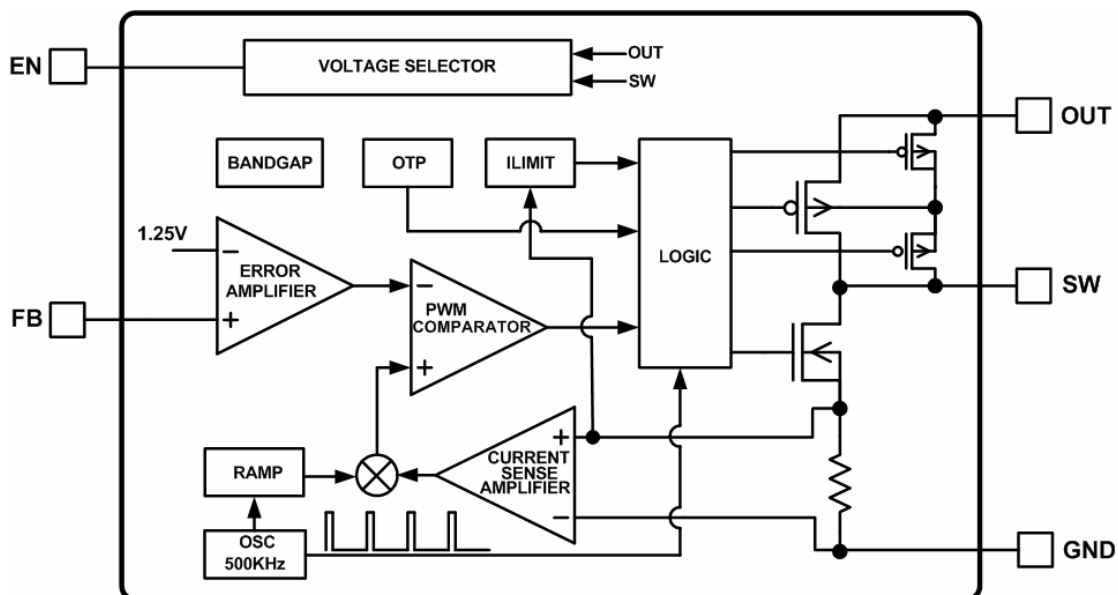 EN
VOLTAGE SELECTOR
OUT
SW
OUT
BANDGAP
OTP
ILIMIT
LOGIC
1.25V
−
ERROR
AMPLIFIER
+
FB
−
PWM
COMPARATOR
+
SW
RAMP
+
CURRENT
SENSE
AMPLIFIER
−
OSC
500KHz
GND